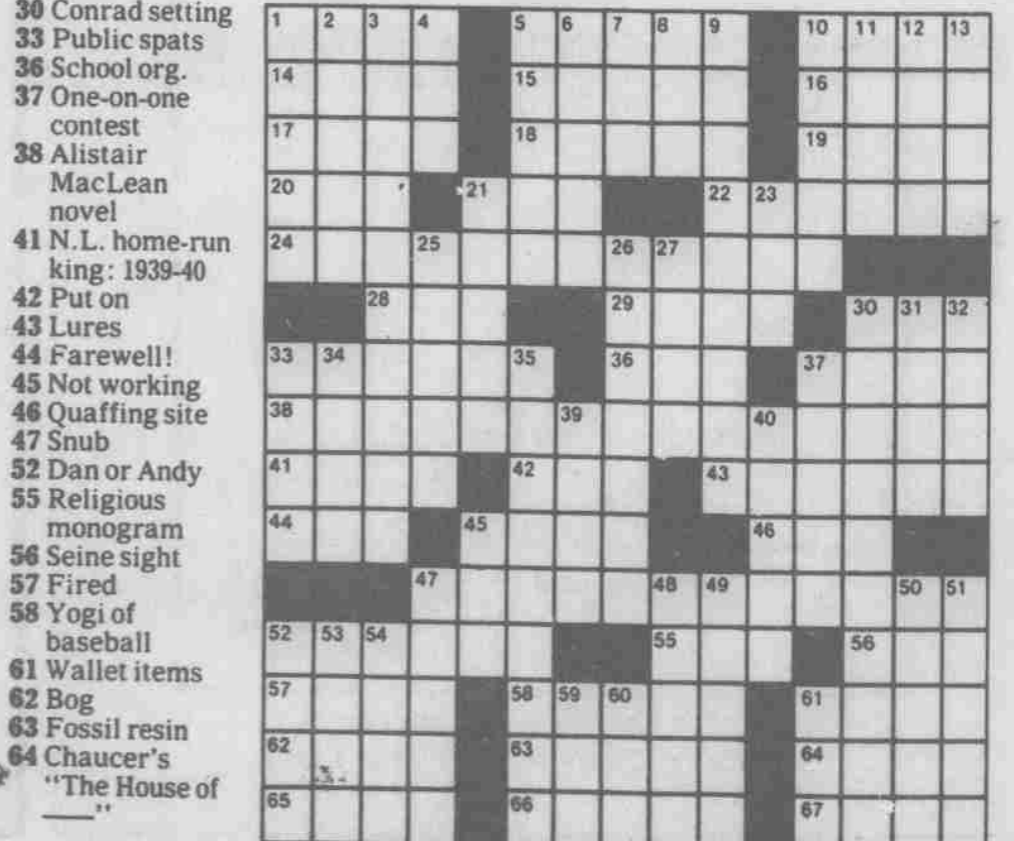 30 Conrad setting
33 Public spats
36 School org.
37 One-on-one
contest
38 Alistair
MacLean
novel
41 N.L. home-run
king: 1939-40
42 Put on
43 Lures
44 Farewell!
45 Not working
46 Quaffing site
47 Snub
52 Dan or Andy
55 Religious
monogram
56 Seine sight
57 Fired
58 Yogi of
baseball
61 Wallet items
62 Bog
63 Fossil resin
64 Chaucer's
"The House of
___"
1 2 3 4 5 6 7 8 9 10 11 12 13
14 15 16
17 18 19
20 21 22 23
24 25 26 27
28 29 30 31 32
33 34 35 36 37
38 39 40
41 42 43
44 45 46
47 48 49 50 51
52 53 54 55 56
57 58 59 60 61
62 63 64
65 66 67